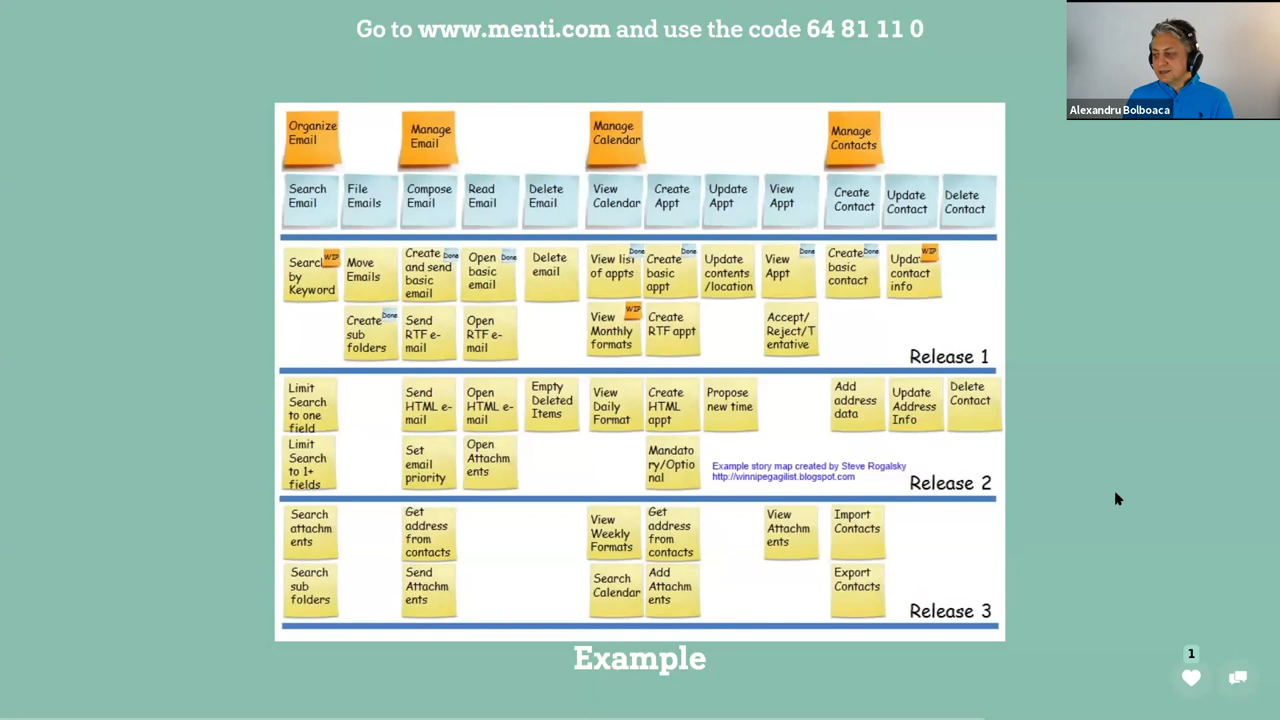 Go to www.menti.com and use the code 64 81 11 0
Alexandru Bolboaca
Organize
Email
Manage
Email
Manage
Calendar
Manage
Contacts
Search
Email
File
Emails
Compose
Email
Read
Email
Delete
Email
View
Calendar
Create
Appt
Update
Appt
View
Appt
Create
Contact
Update
Contact
Delete
Contact
WIP
by
Keyword
Move
Emails
Create
and send
basic
email
Done
Open
basic
email
Done
Delete
email
View list
of appts
Done
Create
basic
appt
Done
Update
contents
/location
View
Appt
Done
Create
basic
contact
Done
WIP
contact
info
Create
sub
folders
Done
Send
RTF e-
mail
Open
RTF e-
mail
View
Monthly
formats
WIP
Create
RTF appt
Accept/
Reject/T
entative
Release 1
Limit
Search
to one
field
Send
HTML e-
mail
Open
HTML e-
mail
Empty
Deleted
Items
View
Daily
Format
Create
HTML
appt
Propose
new time
Add
address
data
Update
Address
Info
Delete
Contact
Limit
Search
to 1+
fields
Set
email
priority
Open
Attachm
ents
Mandato
ry/Optio
nal
Example story map created by Steve Rogalsky
http://winnipegagilist.blogspot.com
Release 2
Search
attachm
ents
Get
address
from
contacts
View
Weekly
Formats
Get
address
from
contacts
View
Attachm
ents
Import
Contacts
Search
sub
folders
Send
Attachm
ents
Search
Calendar
Add
Attachm
ents
Export
Contacts
Release 3
Example
1